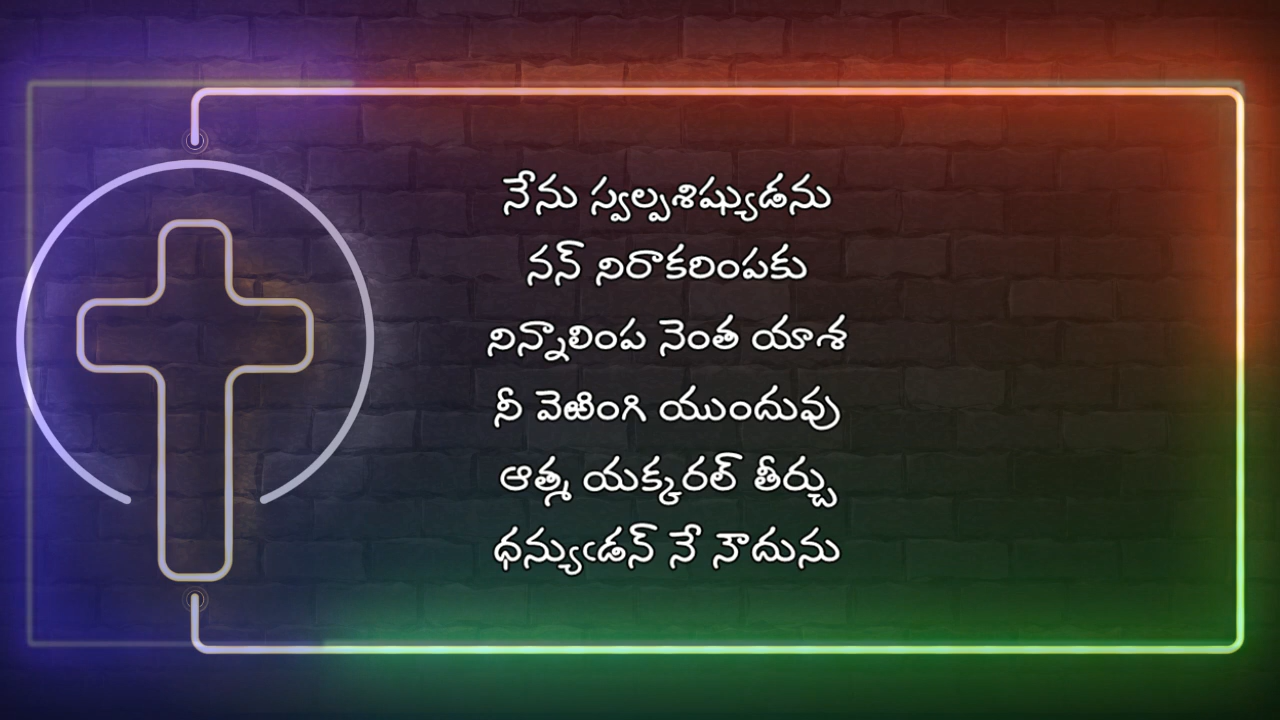 నేను స్వల్పశిష్యుడను
నన్ నిరాకరింపకు
నిన్నాలింప నెంత యాశ
నీ వెఱింగి యుందువు
ఆత్మ యక్కరల్ తీర్చు
ధన్యుఁడన్ నే నౌదును